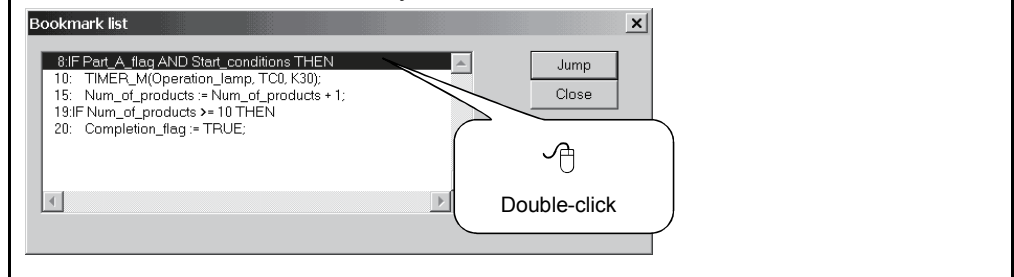 Bookmark list
8:IF Part_A_flag AND Start_conditions THEN
10: TIMER_M(Operation_lamp, TC0, K30);
15: Num_of_products := Num_of_products + 1;
19:IF Num_of_products >= 10 THEN
20: Completion_flag := TRUE;
Jump
Close
Double-click